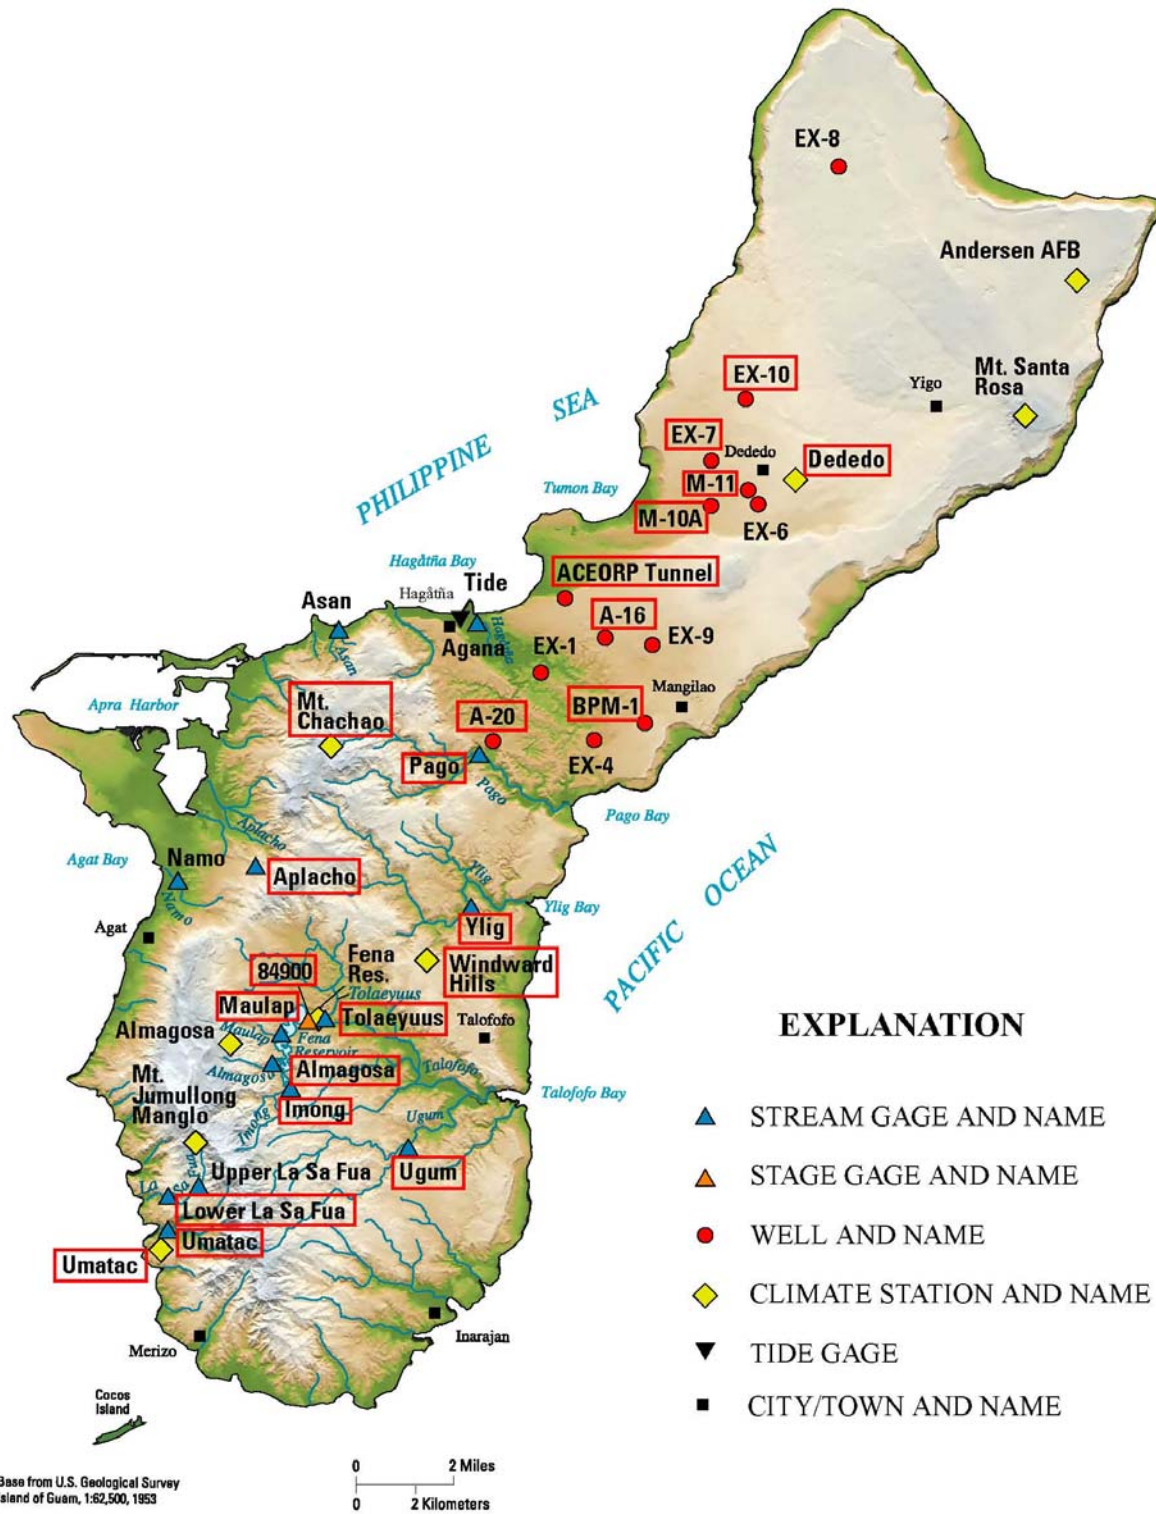 EX-8
Andersen AFB
EX-10
Mt. Santa
Rosa
Yigo
SEA
EX-7
Dededo
Dededo
PHILIPPINE
M-11
Tumon Bay
M-10A
EX-6
Hagåtña Bay
Tide
ACEORP Tunnel
Hagåtña
Asan
A-16
Agana
Hagåtña
EX-1
EX-9
Asan
Mangilao
Apra Harbor
Mt.
Chachao
A-20
BPM-1
Pago
EX-4
Pago
Pago Bay
Aplacho
Agat Bay
Namo
Aplacho
Ylig
PACIFIC OCEAN
Namo
Ylig Bay
Agat
Ylig
84900
Fena
Res.
Windward
Hills
Tolaeyuus
Maulap
Tolaeyuus
Talofofo
Almagosa
Maulap
Fena
Reservoir
Almagosa
Almagosa
Talofofo
Mt.
Jumullong
Manglo
Imong
Imong
Talofofo Bay
Ugum
Upper La Sa Fua
La Sa Fua
Ugum
Lower La Sa Fua
Umatac
Umatac
Inarajan
Merizo
Cocos
Island
EXPLANATION
STREAM GAGE AND NAME
STAGE GAGE AND NAME
WELL AND NAME
CLIMATE STATION AND NAME
TIDE GAGE
CITY/TOWN AND NAME
0 2 Miles
0 2 Kilometers
Base from U.S. Geological Survey
Island of Guam, 1:62,500, 1953